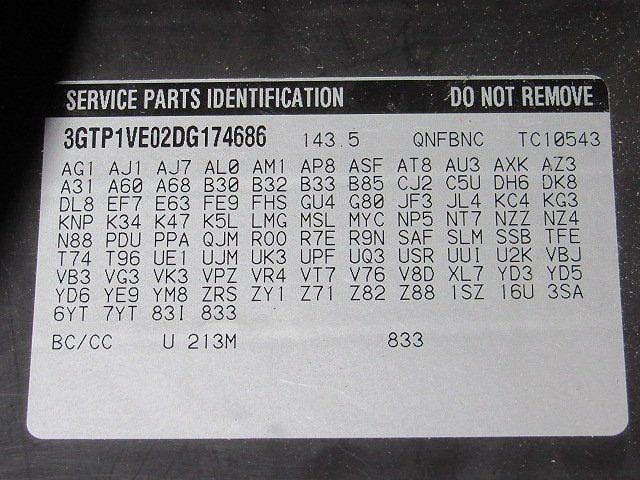 SERVICE PARTS IDENTIFICATION DO NOT REMOVE
3GTP1VE02DG174686 143.5 QNFBNC TC10543
AG1 AJ1 AJ7 AL0 AM1 AP8 ASF AT8 AU3 AXK AZ3
A31 A60 A68 B30 B32 B33 B85 CJ2 C5U DH6 DK8
DL8 EF7 E63 FE9 FHS GU4 G80 JF3 JL4 KC4 KG3
KNP K34 K47 K5L LMG MSL MYC NP5 NT7 NZZ NZ4
N88 PDU PPA QJM R00 R7E R9N SAF SLM SSB TFE
T74 T96 UE1 UJM UK3 UPF UQ3 USR UUI U2K VBJ
VB3 VG3 VK3 VPZ VR4 VT7 V76 V8D XL7 YD3 YD5
YD6 YE9 YM8 ZRS ZY1 Z71 Z82 Z88 1SZ 16U 3SA
6YT 7YT 83I 833
BC/CC U 213M 833